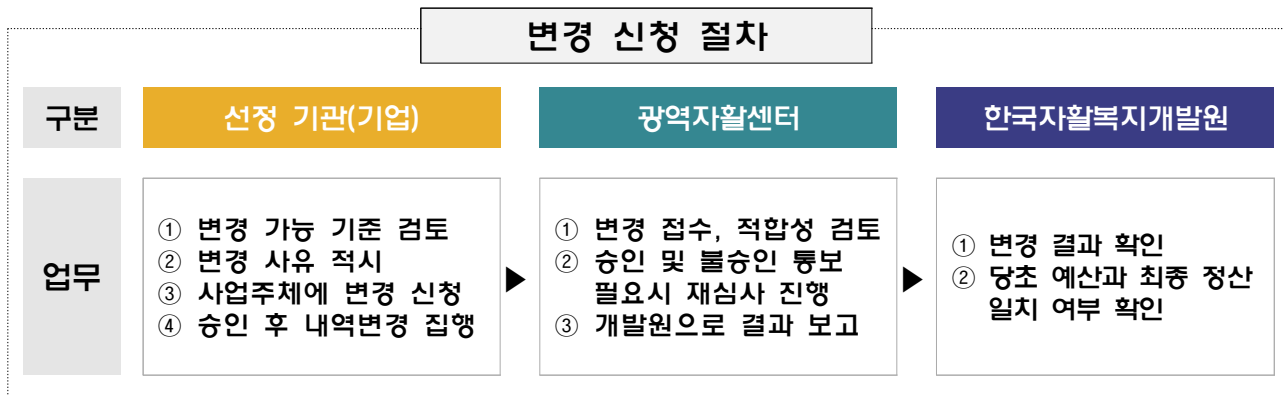 변경 신청 절차
구분
선정 기관(기업)
광역자활센터
한국자활복지개발원
업무
① 변경 가능 기준 검토
② 변경 사유 적시
③ 사업주체에 변경 신청
④ 승인 후 내역변경 집행
① 변경 접수, 적합성 검토
② 승인 및 불승인 통보
필요시 재심사 진행
③ 개발원으로 결과 보고
① 변경 결과 확인
② 당초 예산과 최종 정산
일치 여부 확인